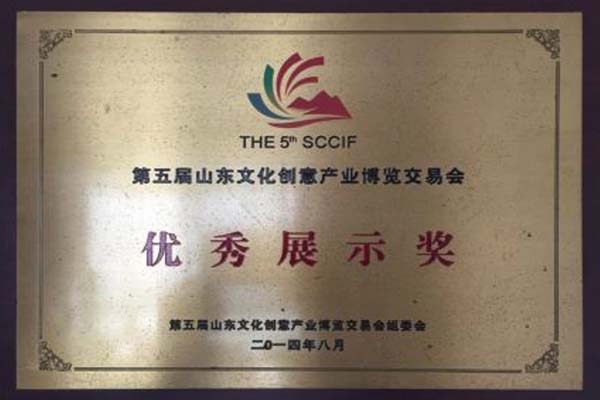 THE 5th SCCIF
第五届山东文化创意产业博览交易会
优秀展示奖
第五届山东文化创意产业博览交易会组委会
二〇一四年八月